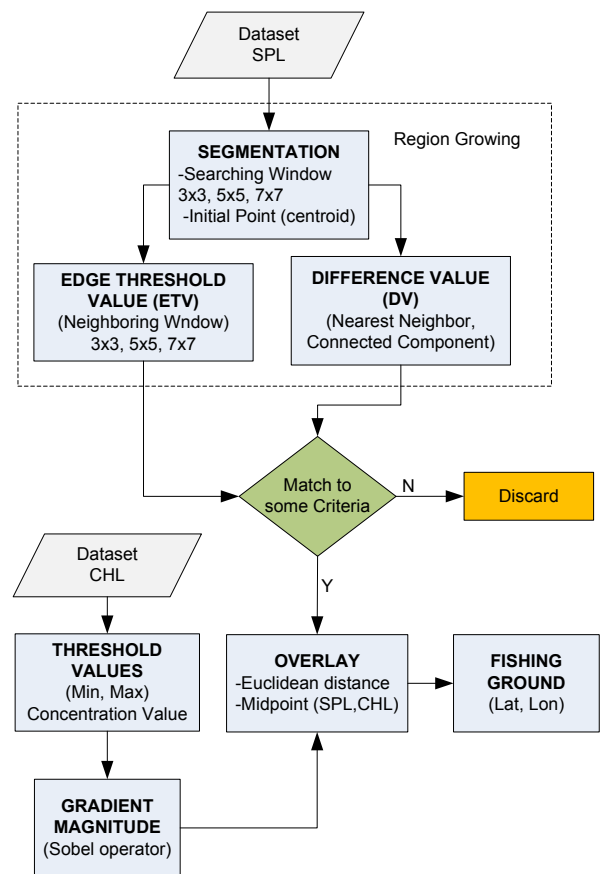 Dataset
SPL
Region Growing
SEGMENTATION
-Searching Window
3x3, 5x5, 7x7
-Initial Point (centroid)
EDGE THRESHOLD
VALUE (ETV)
(Neighboring Wndow)
3x3, 5x5, 7x7
DIFFERENCE VALUE
(DV)
(Nearest Neighbor,
Connected Component)
Match to
some Criteria
N
Discard
Y
Dataset
CHL
THRESHOLD
VALUES
(Min, Max)
Concentration Value
OVERLAY
-Euclidean distance
-Midpoint (SPL,CHL)
FISHING
GROUND
(Lat, Lon)
GRADIENT
MAGNITUDE
(Sobel operator)